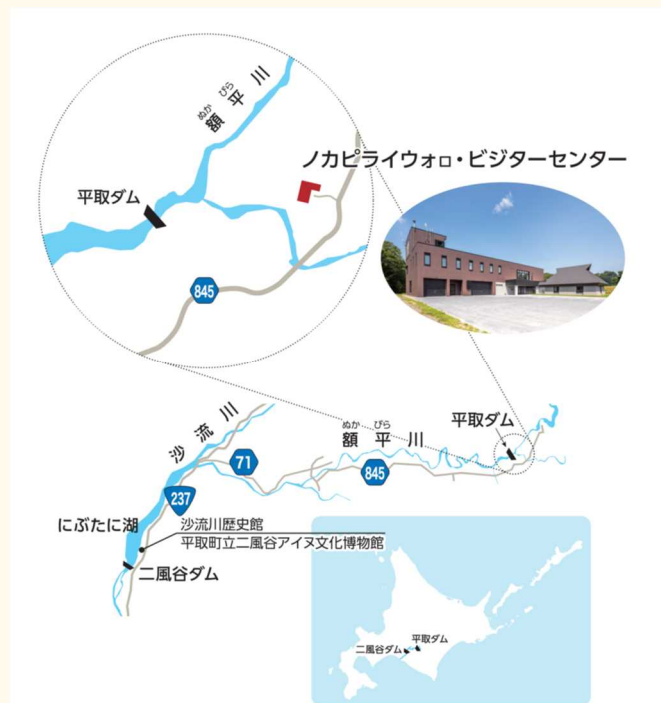 ぬか びら
額平川
ノカピライウォㇿ・ビジターセンター
平取ダム
845
沙流川
ぬか びら
額平川
平取ダム
71
845
237
にぶたに湖
沙流川歴史館
平取町立二風谷アイヌ文化博物館
二風谷ダム
平取ダム
二風谷ダム